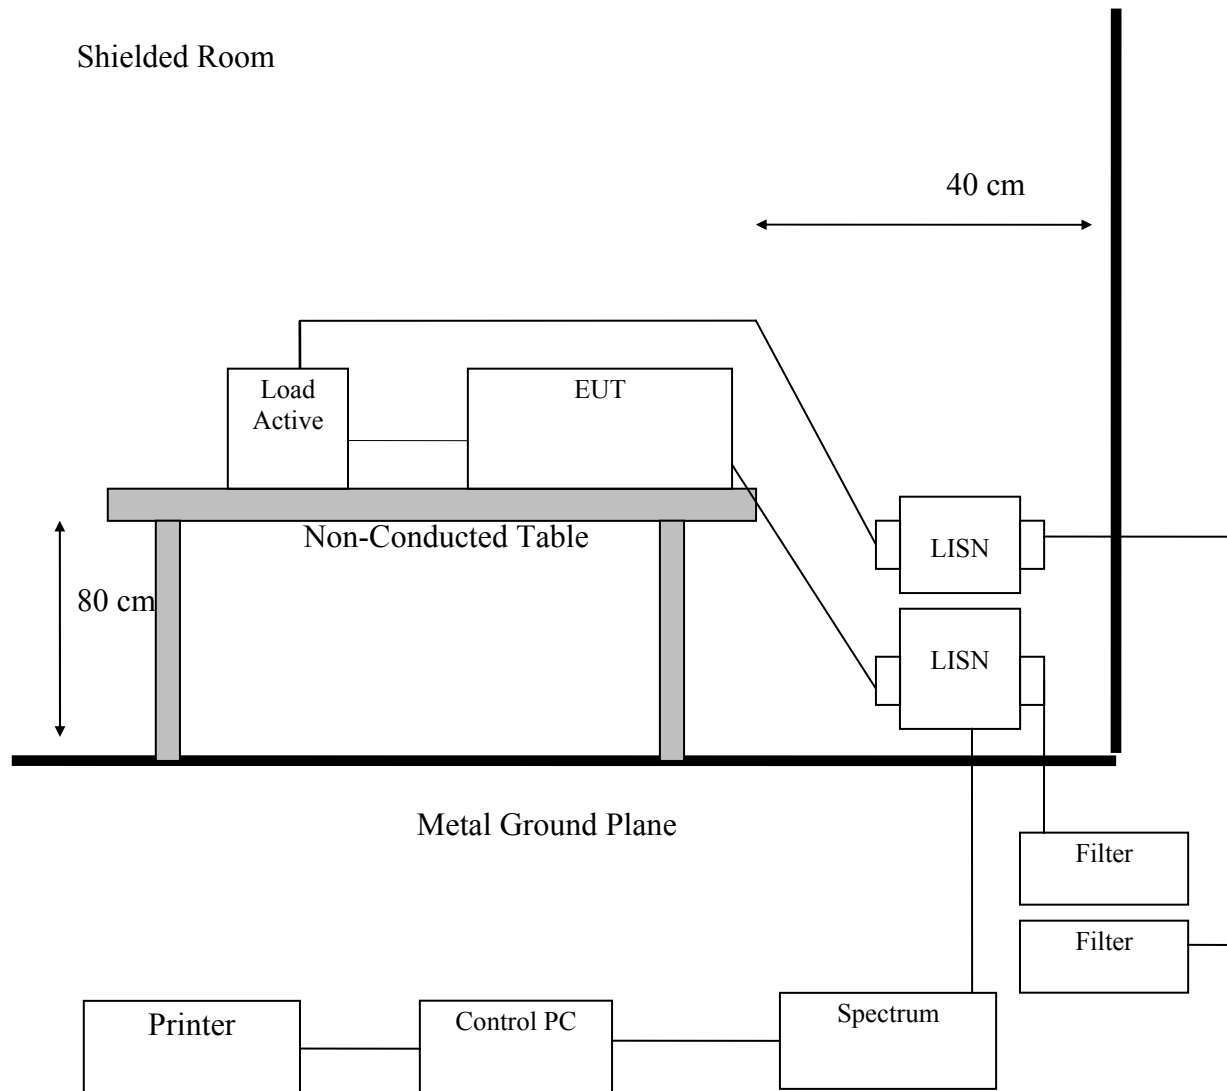 Shielded Room
40 cm
Load
Active
EUT
Non-Conducted Table
LISN
80 cm
LISN
Metal Ground Plane
Filter
Filter
Printer
Control PC
Spectrum